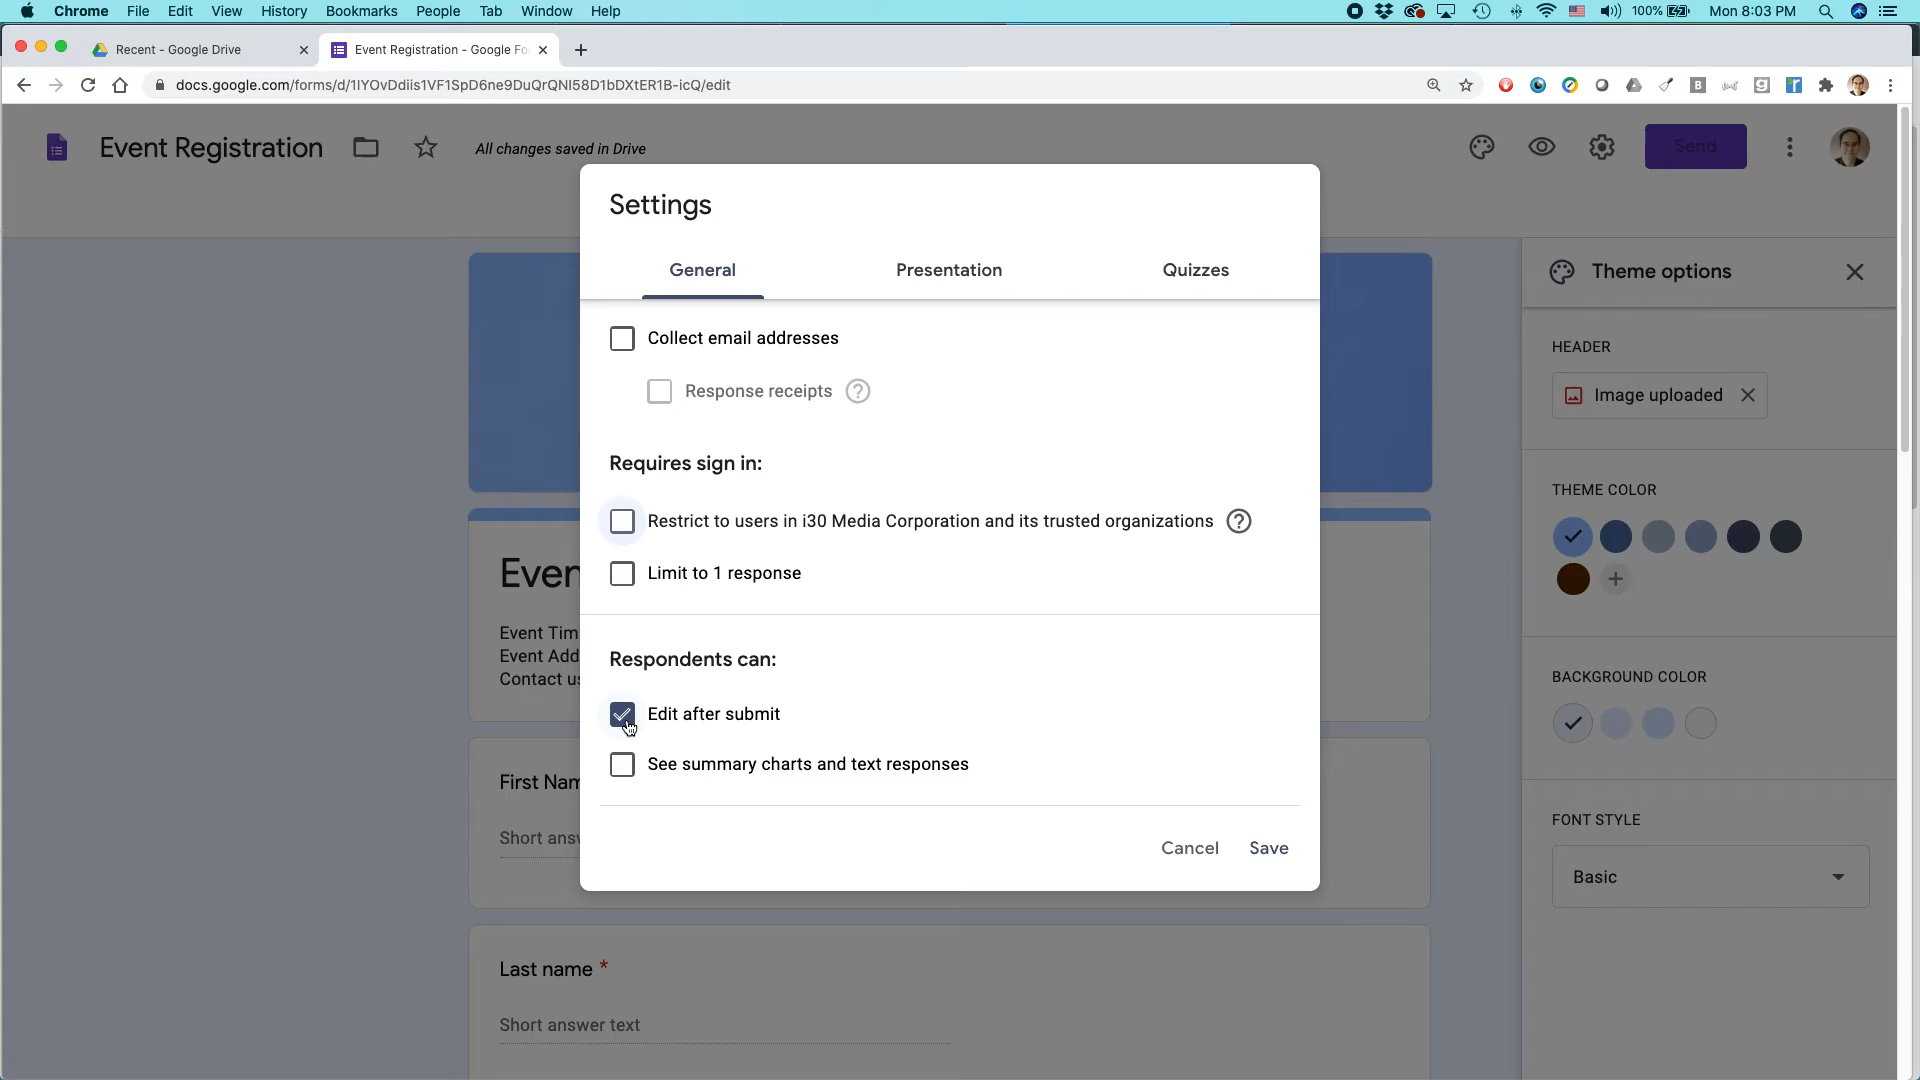 Chrome File Edit View History Bookmarks People Tab Window Help 100% Mon 8:03 PM
Recent - Google Drive Event Registration - Google Fo
docs.google.com/forms/d/1IYOvDdiis1VF1SpD6ne9DuQrQNI58D1bDXtER1B-icQ/edit
Event Registration All changes saved in Drive Send
Settings
General Presentation Quizzes
Collect email addresses
Response receipts
Requires sign in:
Restrict to users in i30 Media Corporation and its trusted organizations
Limit to 1 response
Respondents can:
Edit after submit
See summary charts and text responses
Cancel Save
Even
Event Tim
Event Add
Contact us
First Nam
Short answ
Last name *
Short answer text
Theme options
HEADER
Image uploaded
THEME COLOR
BACKGROUND COLOR
FONT STYLE
Basic